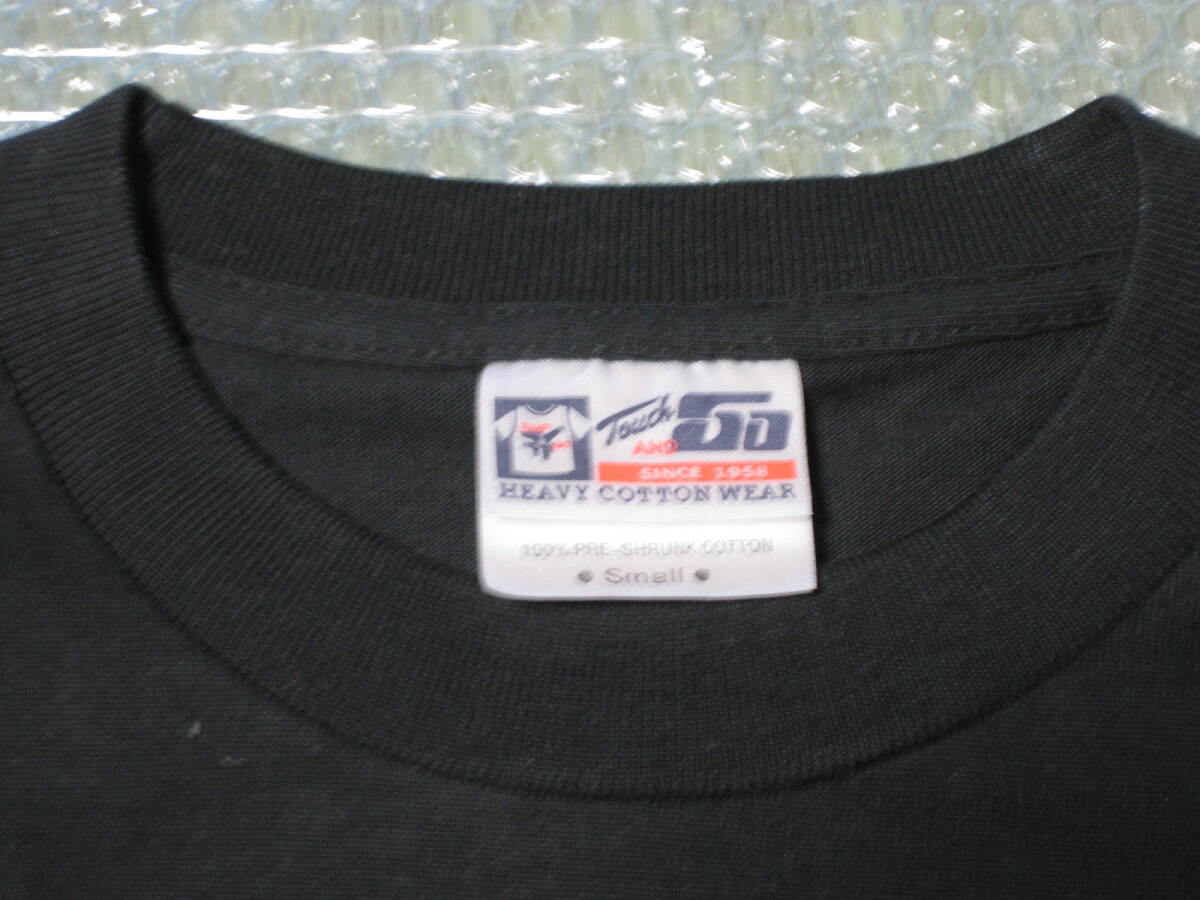 Touch
AND GO
SINCE 1958
HEAVY COTTON WEAR
100% PRE-SHRUNK COTTON
• Small •